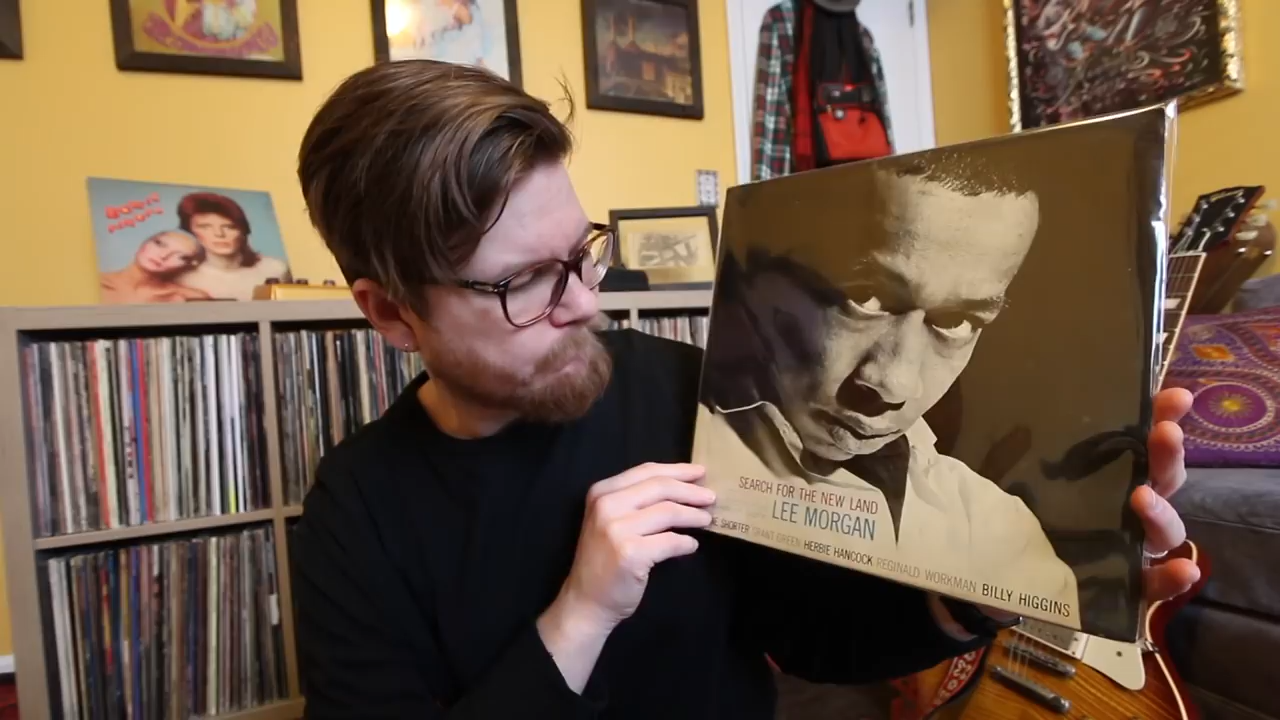 SEARCH FOR THE NEW LAND
LEE MORGAN
SHORTER GRANT GREEN HERBIE HANCOCK REGINALD WORKMAN BILLY HIGGINS